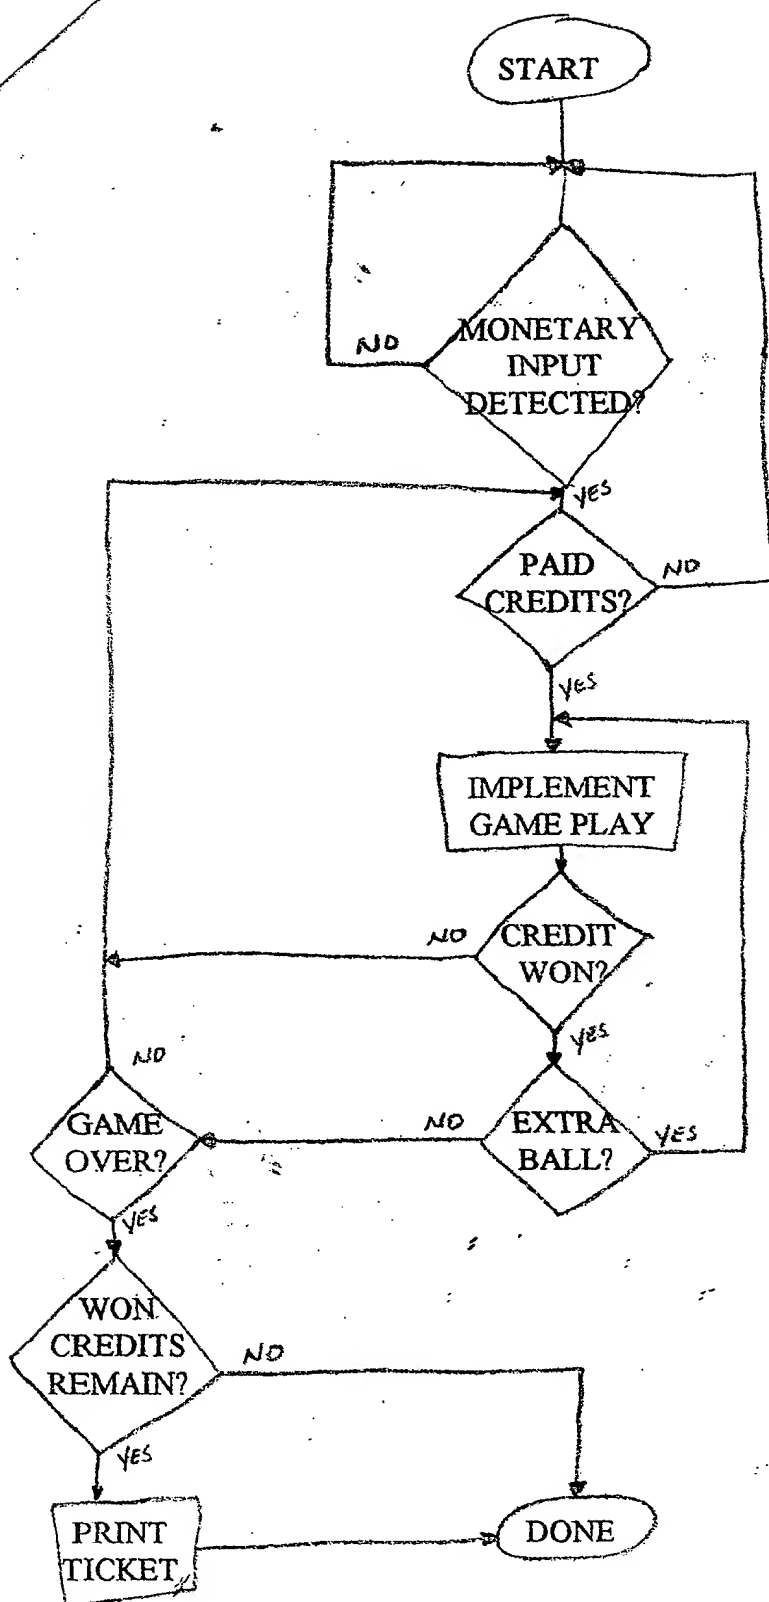 START
NO
MONETARY
INPUT
DETECTED?
YES
PAID
CREDITS?
NO
YES
IMPLEMENT
GAME PLAY
NO
CREDIT
WON?
YES
NO
GAME
OVER?
NO
EXTRA
BALL?
YES
YES
WON
CREDITS
REMAIN?
NO
YES
PRINT
TICKET
DONE